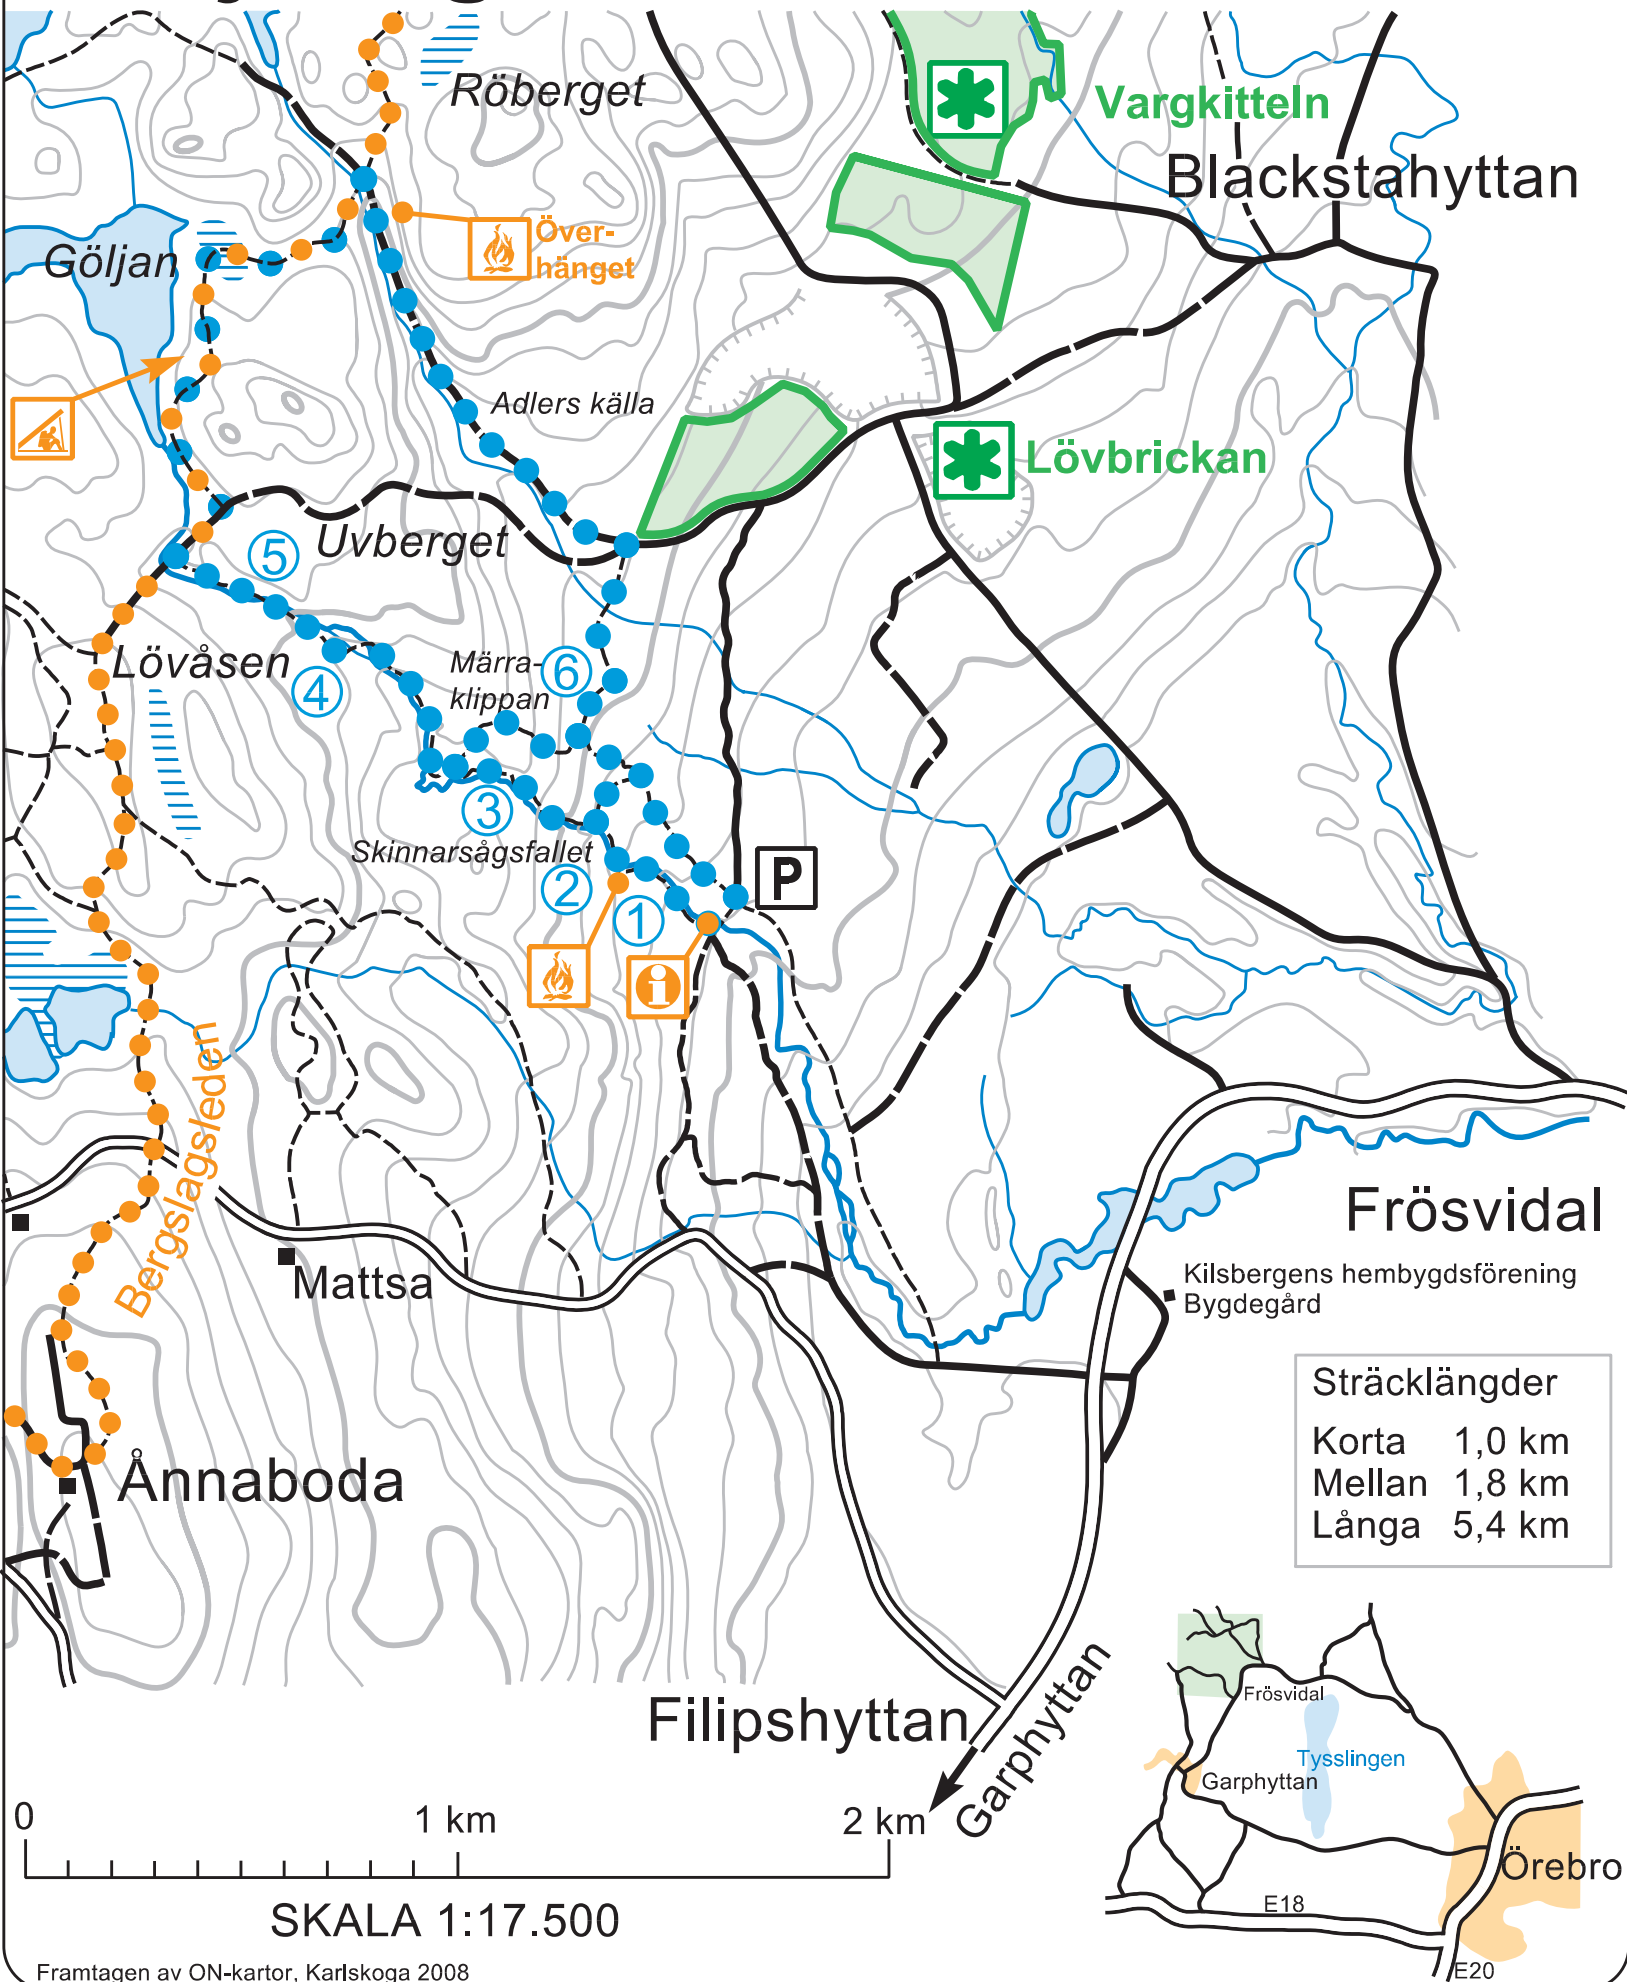 Röberget
Vargkitteln
Blackstahyttan
Över-
hänget
Göljan
Adlers källa
Lövbrickan
Uvberget
5
Lövåsen
4
Märra-
klippan
6
3
Skinnarsågsfallet
2
1
P
i
Bergslagsleden
Frösvidal
Mattsa
Kilsbergens hembygdsförening
Bygdegård
Sträcklängder
Korta 1,0 km
Mellan 1,8 km
Långa 5,4 km
Ånnaboda
Filipshyttan
Garphyttan
Frösvidal
Tysslingen
Garphyttan
Örebro
E18
E20
0 1 km 2 km
SKALA 1:17.500
Framtagen av ON-kartor, Karlskoga 2008